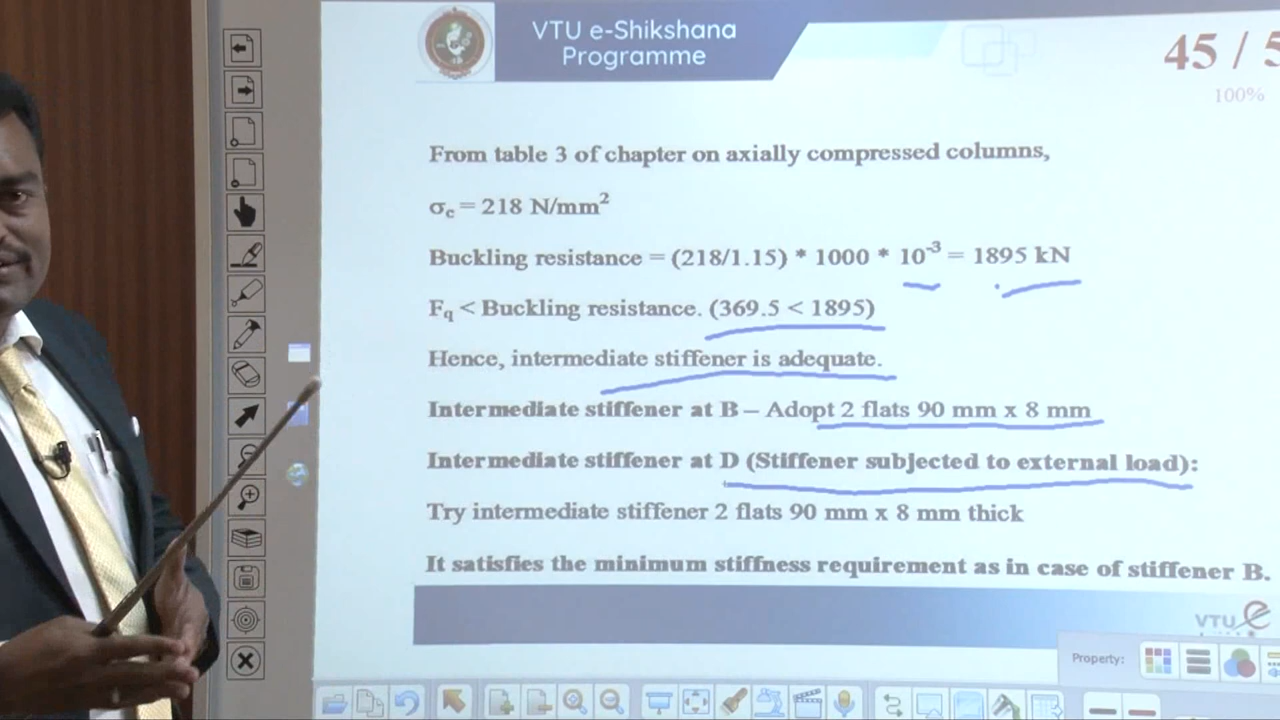 VTU e-Shikshana
Programme
45 / 5
100%
From table 3 of chapter on axially compressed columns,
σc = 218 N/mm²
Buckling resistance = (218/1.15) * 1000 * 10⁻³ = 1895 kN
Fq < Buckling resistance. (369.5 < 1895)
Hence, intermediate stiffener is adequate.
Intermediate stiffener at B – Adopt 2 flats 90 mm x 8 mm
Intermediate stiffener at D (Stiffener subjected to external load):
Try intermediate stiffener 2 flats 90 mm x 8 mm thick
It satisfies the minimum stiffness requirement as in case of stiffener B.
VTU e
Property: